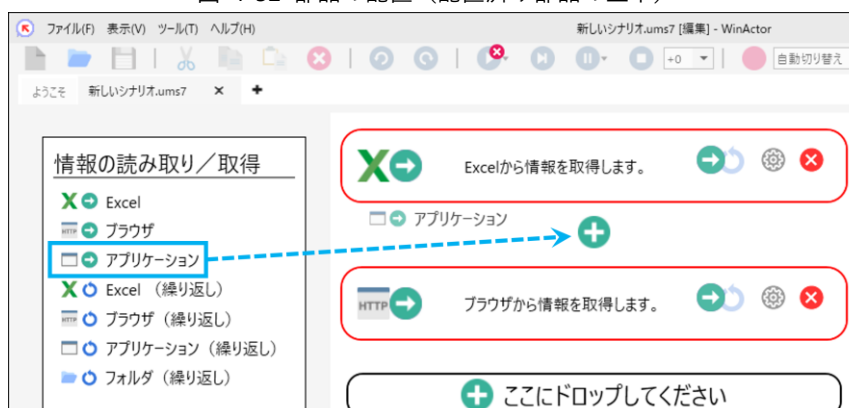 ファイル(F) 表示(V) ツール(T) ヘルプ(H) 新しいシナリオ.ums7 [編集] - WinActor
+0 自動切り替え
ようこそ 新しいシナリオ.ums7 × +
情報の読み取り／取得
X Excel
HTTP ブラウザ
アプリケーション
X Excel （繰り返し）
HTTP ブラウザ（繰り返し）
アプリケーション（繰り返し）
フォルダ（繰り返し）
X Excelから情報を取得します。
アプリケーション
HTTP ブラウザから情報を取得します。
ここにドロップしてください